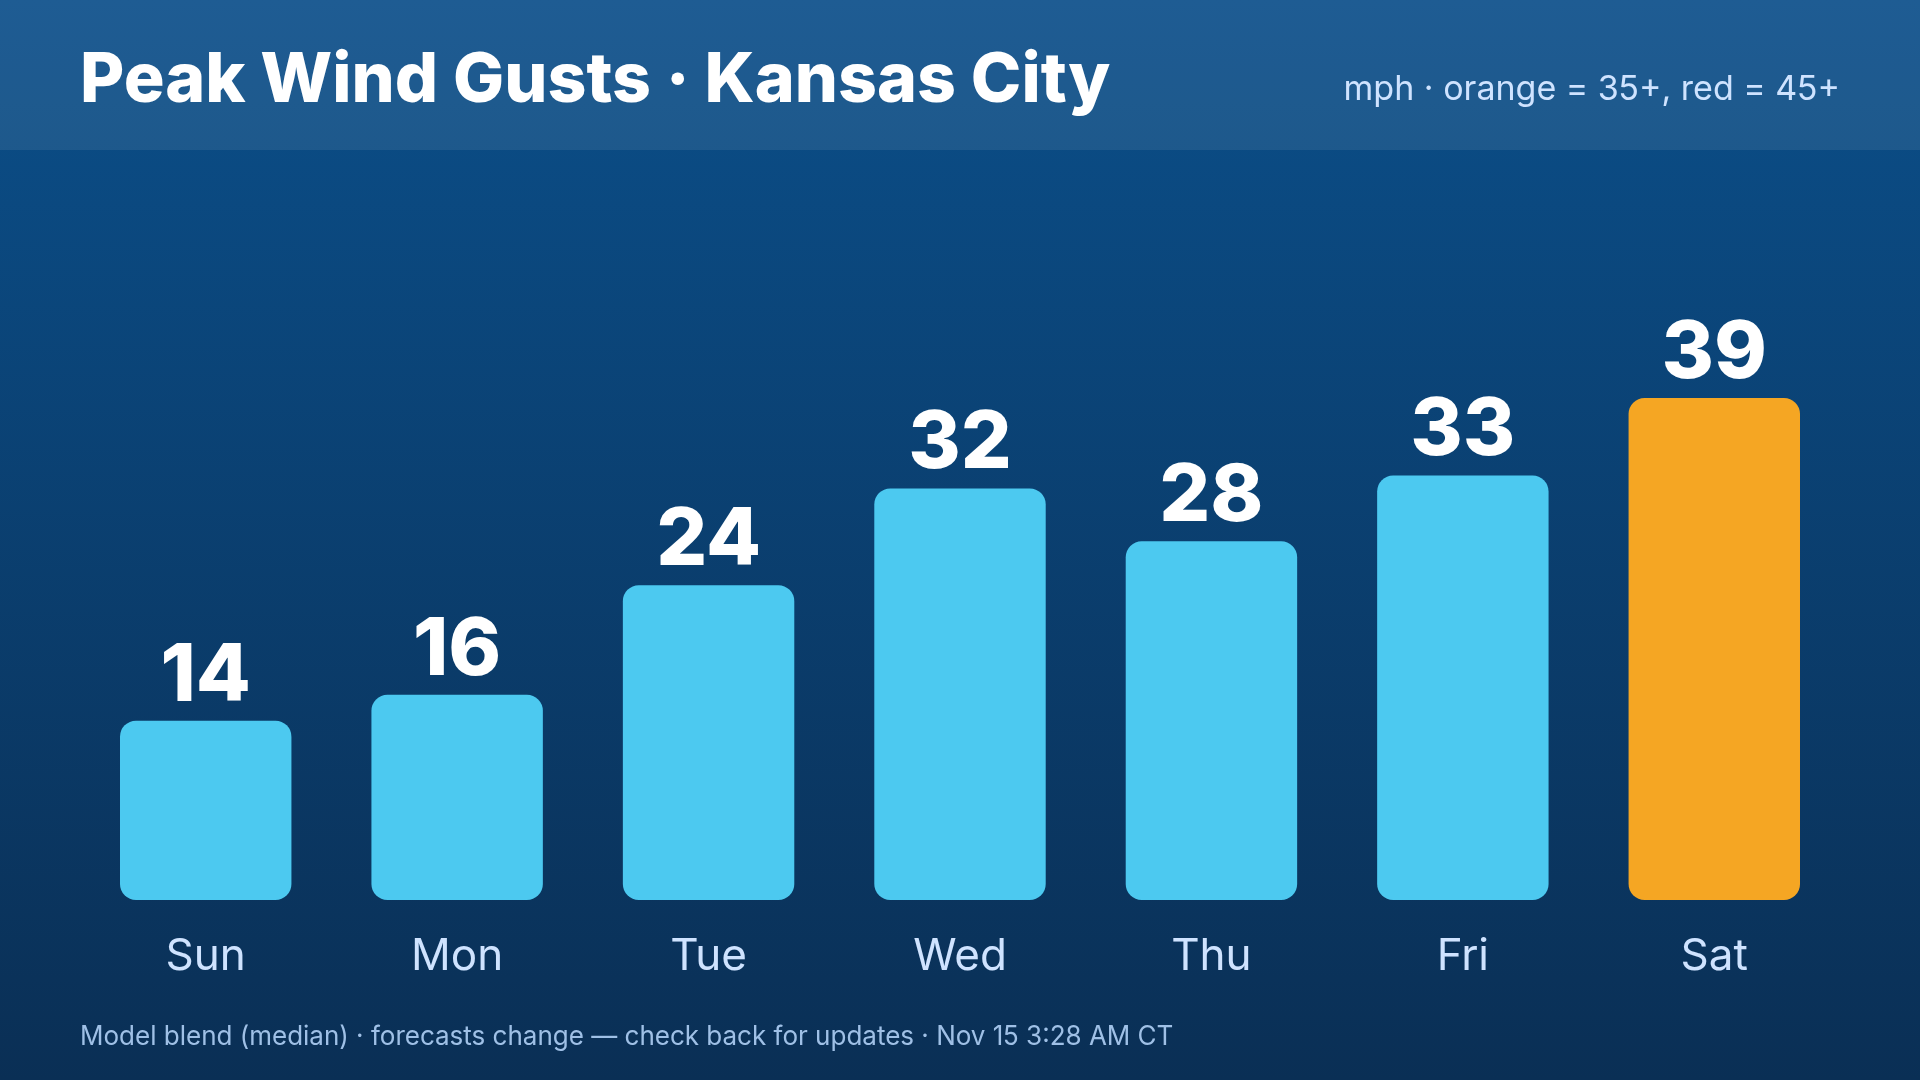 Peak Wind Gusts · Kansas City
mph · orange = 35+, red = 45+
14
16
24
32
28
33
39
Sun
Mon
Tue
Wed
Thu
Fri
Sat
Model blend (median) · forecasts change — check back for updates · Nov 15 3:28 AM CT